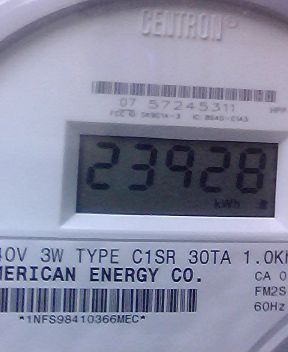 CENTRON
07 57245311
23928
kWh
40V 3W TYPE C1SR 30TA 1.0K
MERICAN ENERGY CO.
CA 0
FM2S
60Hz
*1NFS98410366MEC*